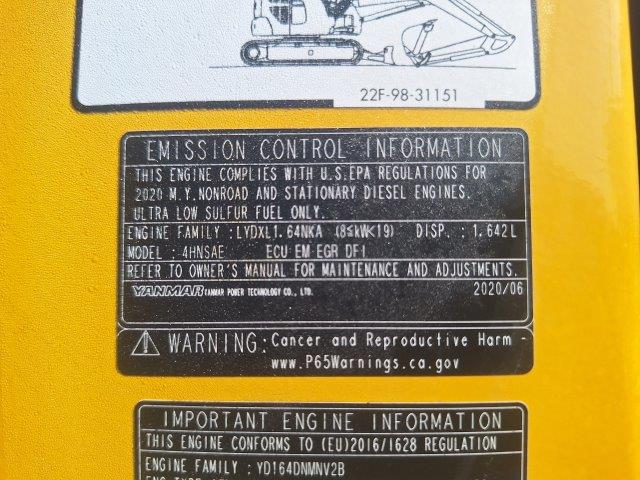 22F-98-31151
EMISSION CONTROL INFORMATION
THIS ENGINE COMPLIES WITH U.S.EPA REGULATIONS FOR
2020 M.Y.NONROAD AND STATIONARY DIESEL ENGINES.
ULTRA LOW SULFUR FUEL ONLY.
ENGINE FAMILY : LYDXL1.64NKA (8≤kW<19) DISP. : 1.642L
MODEL : 4HNSAE ECU EM EGR DFI
REFER TO OWNER'S MANUAL FOR MAINTENANCE AND ADJUSTMENTS.
YANMAR YANMAR POWER TECHNOLOGY CO., LTD. 2020/06
WARNING: Cancer and Reproductive Harm -
www.P65Warnings.ca.gov
IMPORTANT ENGINE INFORMATION
THIS ENGINE CONFORMS TO (EU)2016/1628 REGULATION
ENGINE FAMILY : YD164DNMNV2B